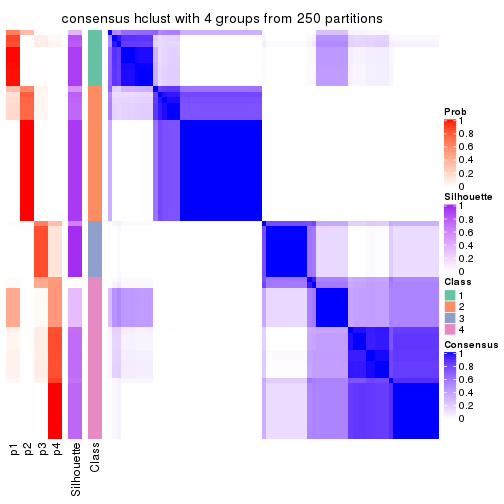 consensus hclust with 4 groups from 250 partitions
Prob
1
0.8
0.6
0.4
0.2
0
Silhouette
1
0.8
0.6
0.4
0.2
0
Class
1
2
3
4
Consensus
1
0.8
0.6
0.4
0.2
0
p1
p2
p3
p4
Silhouette
Class